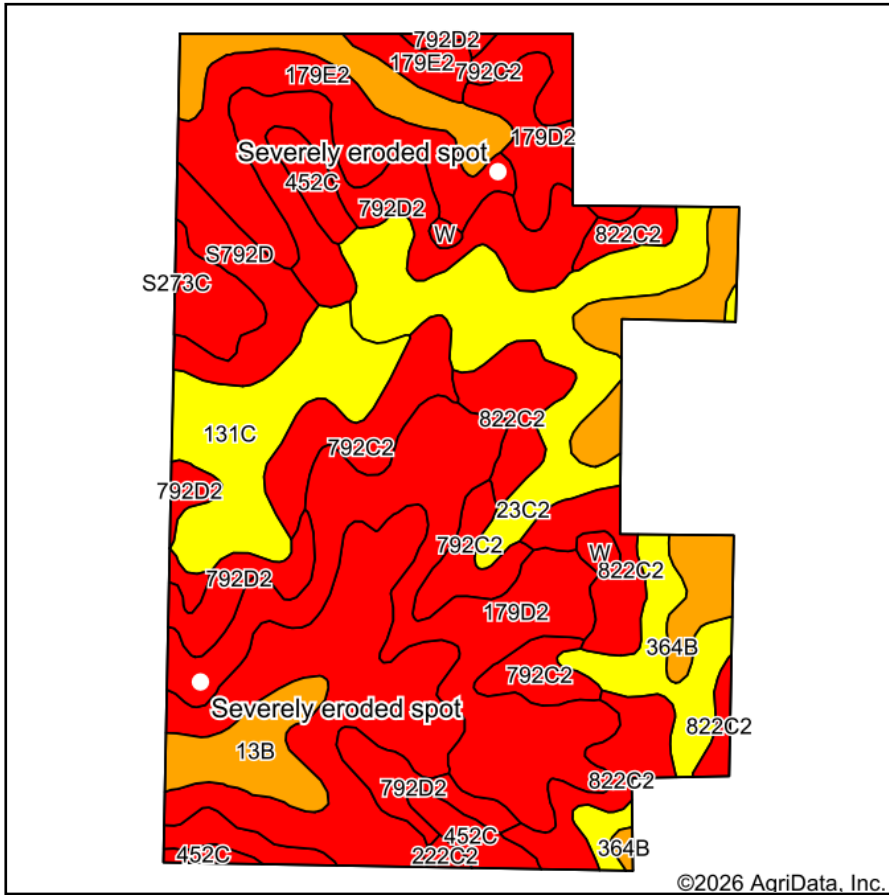 792D2
179E2
792C2
179E2
179D2
Severely eroded spot
452C
792D2
W
822C2
S792D
S273C
822C2
131C
792C2
792D2
23C2
792C2
W
822C2
792D2
179D2
364B
792C2
Severely eroded spot
822C2
13B
822C2
792D2
452C
364B
452C
222C2
©2026 AgriData, Inc.